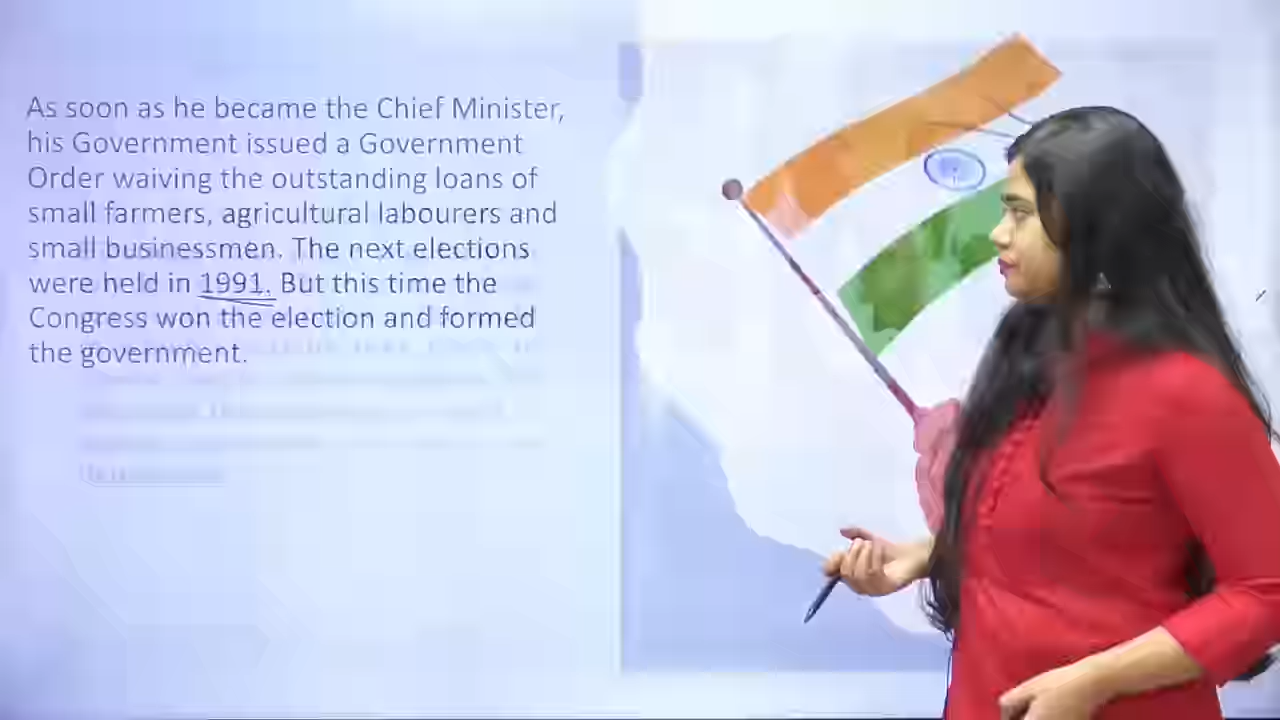 As soon as he became the Chief Minister,
his Government issued a Government
Order waiving the outstanding loans of
small farmers, agricultural labourers and
small businessmen. The next elections
were held in 1991. But this time the
Congress won the election and formed
the government.